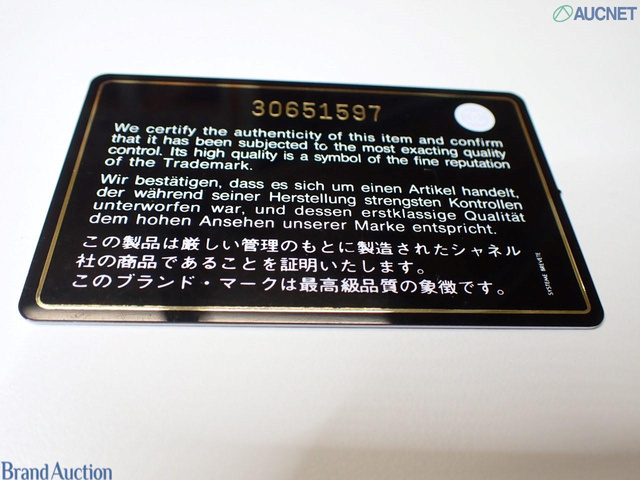 AUCNET
30651597
We certify the authenticity of this item and confirm
that it has been subjected to the most exacting quality
control. Its high quality is a symbol of the fine reputation
of the Trademark.
Wir bestätigen, dass es sich um einen Artikel handelt,
der während seiner Herstellung strengsten Kontrollen
unterworfen war, und dessen erstklassige Qualität
dem hohen Ansehen unserer Marke entspricht.
この製品は厳しい管理のもとに製造されたシャネル
社の商品であることを証明いたします。
このブランド・マークは最高級品質の象徴です。
SYSTEME BREVETE
Brand Auction